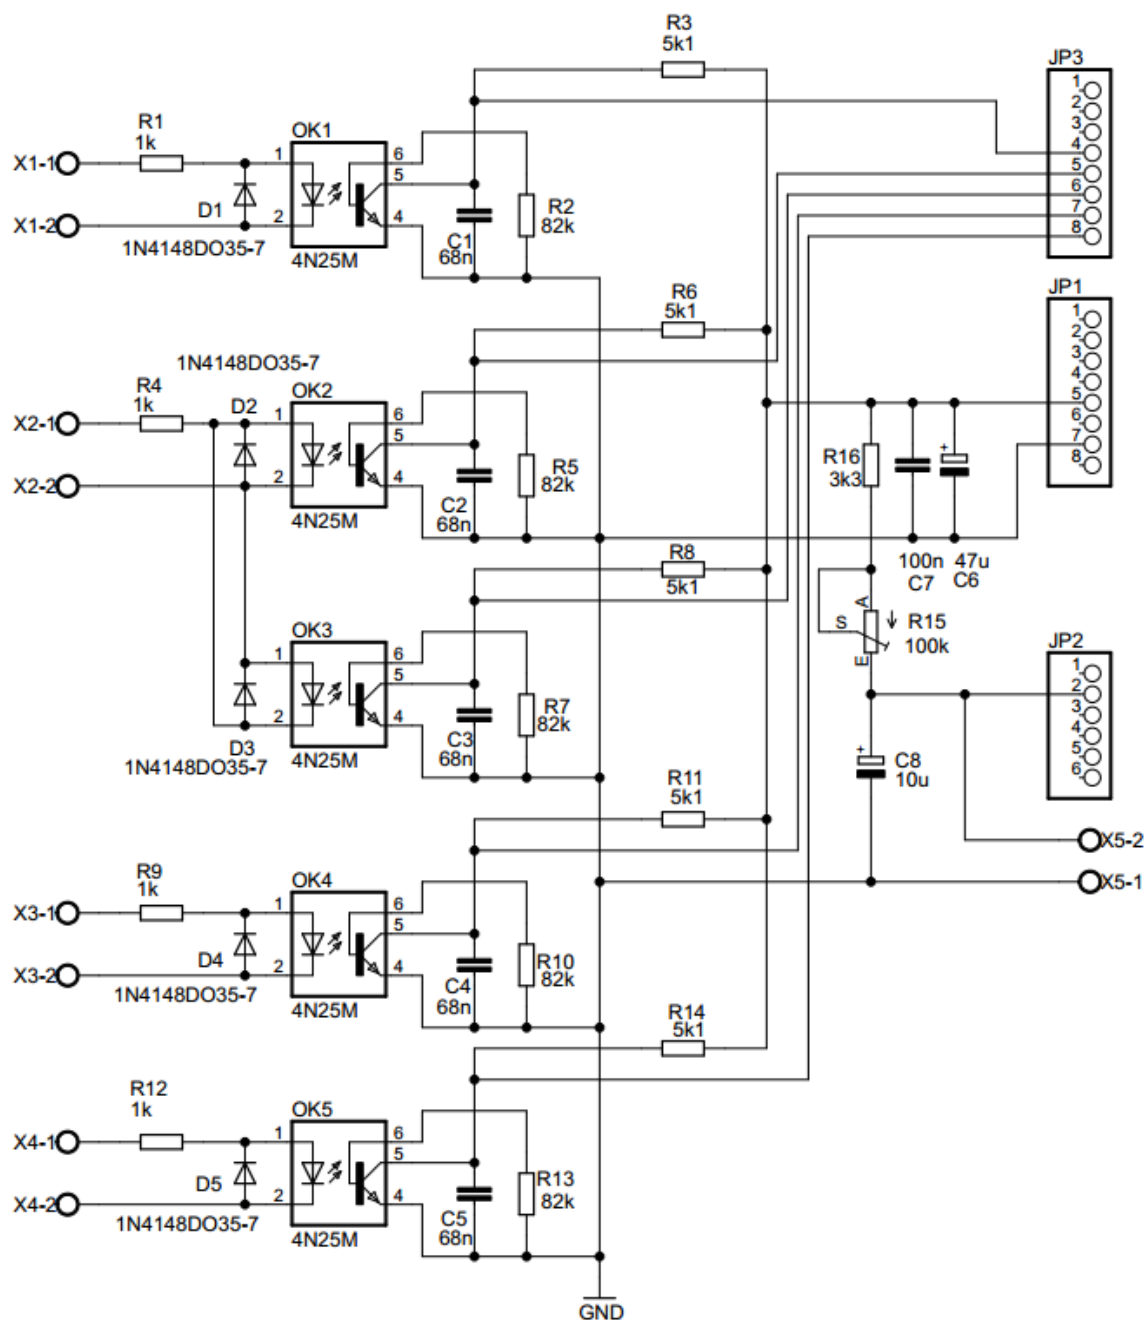 R3
5k1
JP3
1
2
3
4
5
6
7
8
R1
1k
OK1
X1-1
1
6
5
D1
R2
82k
C1
68n
X1-2
2
4
1N4148DO35-7
4N25M
R6
5k1
JP1
1
2
3
4
5
6
7
8
1N4148DO35-7
R4
1k
D2
OK2
X2-1
1
6
5
R5
82k
C2
68n
X2-2
2
4
4N25M
R16
3k3
+
100n
C7
47u
C6
R8
5k1
A
S
E
R15
100k
OK3
1
6
5
R7
82k
C3
68n
2
4
D3
1N4148DO35-7
4N25M
JP2
1
2
3
4
5
6
+
C8
10u
R11
5k1
X5-2
X5-1
R9
1k
OK4
X3-1
1
6
5
D4
R10
82k
C4
68n
X3-2
2
4
1N4148DO35-7
4N25M
R14
5k1
R12
1k
OK5
X4-1
1
6
5
D5
R13
82k
C5
68n
X4-2
2
4
1N4148DO35-7
4N25M
GND